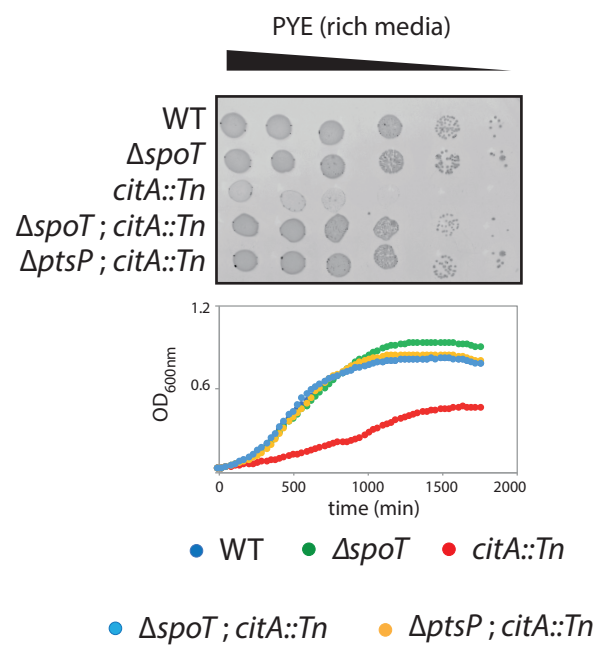 PYE (rich media)
WT
ΔspoT
citA::Tn
ΔspoT ; citA::Tn
ΔptsP ; citA::Tn
1.2
0.6
OD600nm
0 500 1000 1500 2000
time (min)
WT ΔspoT citA::Tn
ΔspoT ; citA::Tn ΔptsP ; citA::Tn